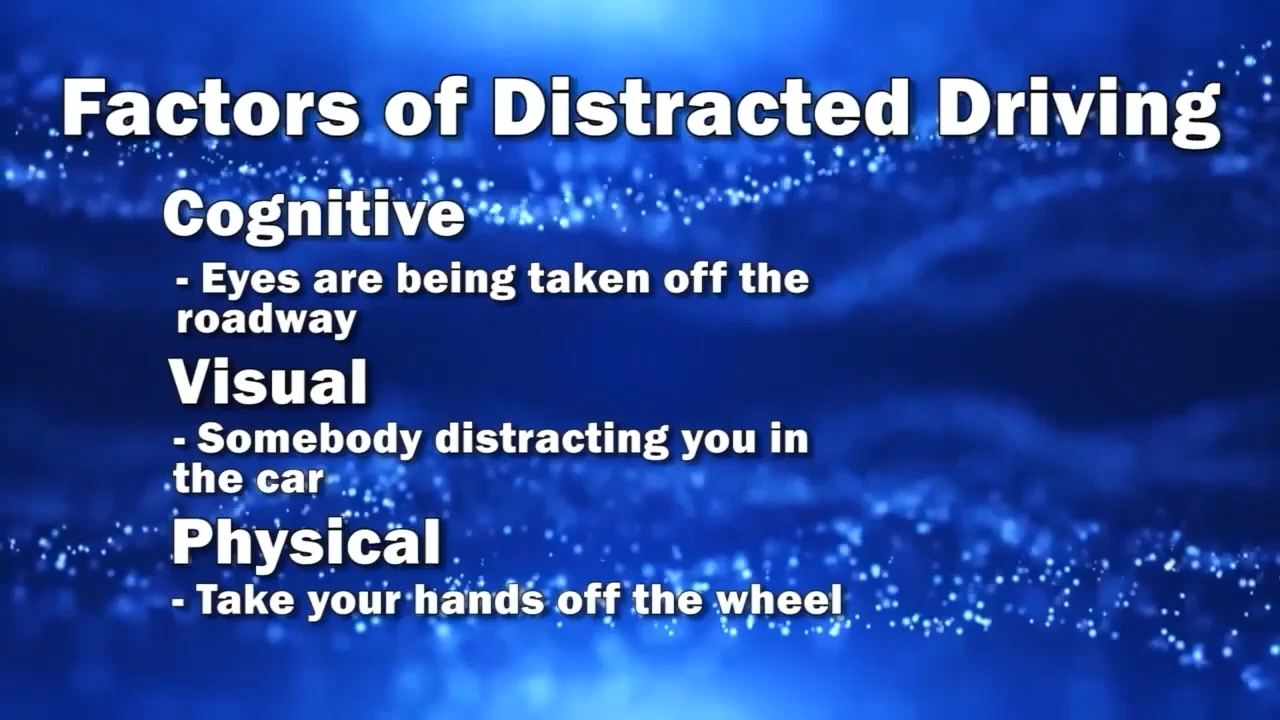 Factors of Distracted Driving
Cognitive
- Eyes are being taken off the
roadway
Visual
- Somebody distracting you in
the car
Physical
- Take your hands off the wheel